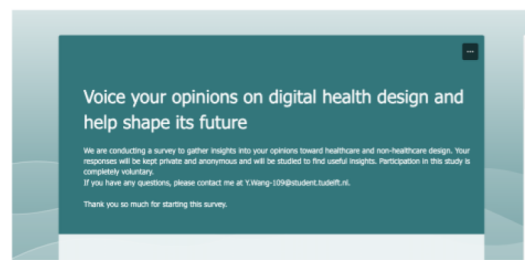 Voice your opinions on digital health design and
help shape its future
We are conducting a survey to gather insights into your opinions toward healthcare and non-healthcare design. Your
responses will be kept private and anonymous and will be studied to find useful insights. Participation in this study is
completely voluntary.
If you have any questions, please contact me at Y.Wang-109@student.tudelft.nl.
Thank you so much for starting this survey.